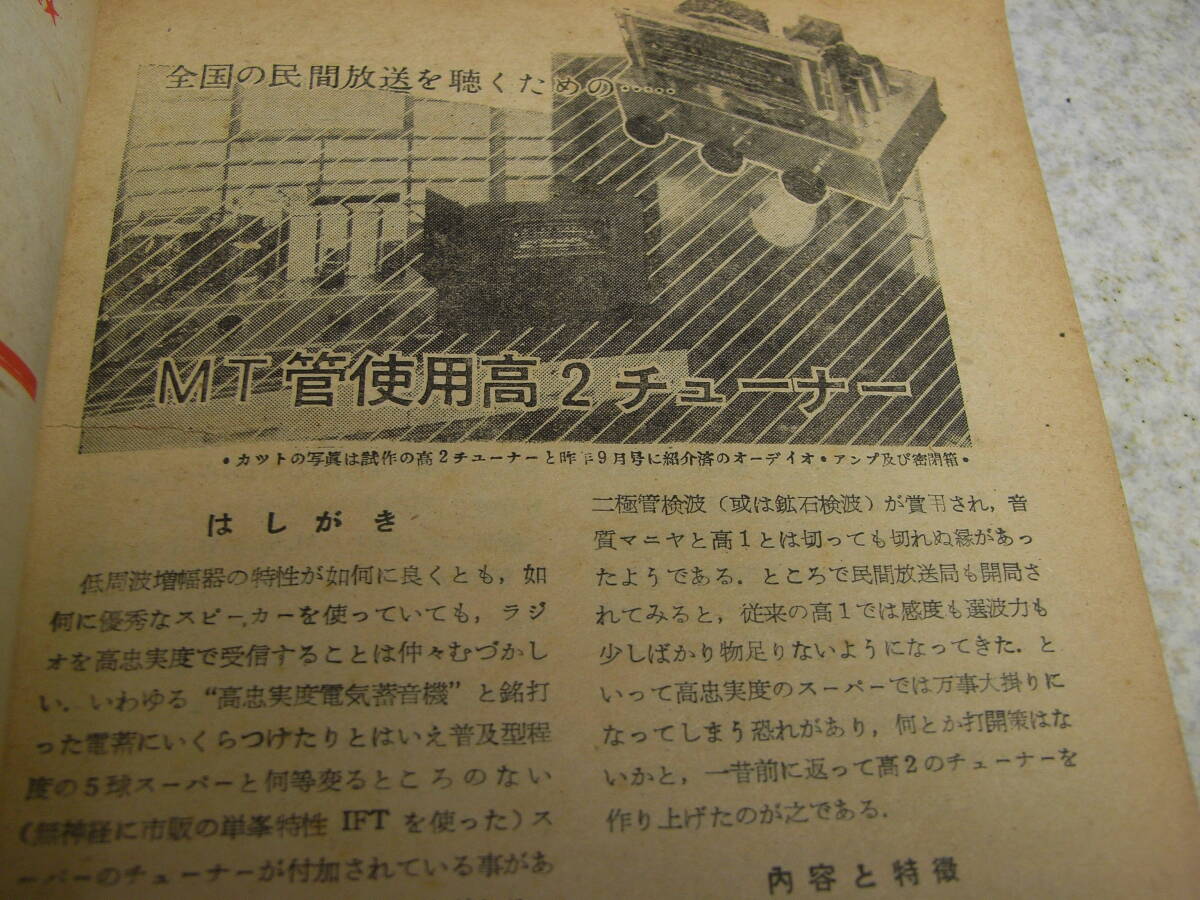 全国の民間放送を聴くための‥‥‥
MT管使用高2チューナー
・カットの写真は試作の高2チューナーと昨年9月号に紹介済のオーデイオ・アンプ及び密閉箱・
はしがき
低周波増幅器の特性が如何に良くとも，如
何に優秀なスピーカーを使っていても，ラジ
オを高忠実度で受信することは仲々むづかし
い．いわゆる“高忠実度電気蓄音機”と銘打
った電蓄にいくらつけたりとはいえ普及型程
度の5球スーパーと何等変るところのない
(無神経に市販の単峯特性 IFT を使った)ス
ーパーのチューナーが付加されている事があ
二極管検波（或は鉱石検波）が賞用され，音
質マニヤと高1とは切っても切れぬ縁があっ
たようである．ところで民間放送局も開局さ
れてみると，従来の高1では感度も選波力も
少しばかり物足りないようになってきた．と
いって高忠実度のスーパーでは万事大掛りに
なってしまう恐れがあり，何とか打開策はな
いかと，一昔前に返って高2のチューナーを
作り上げたのが之である．
内容と特徴